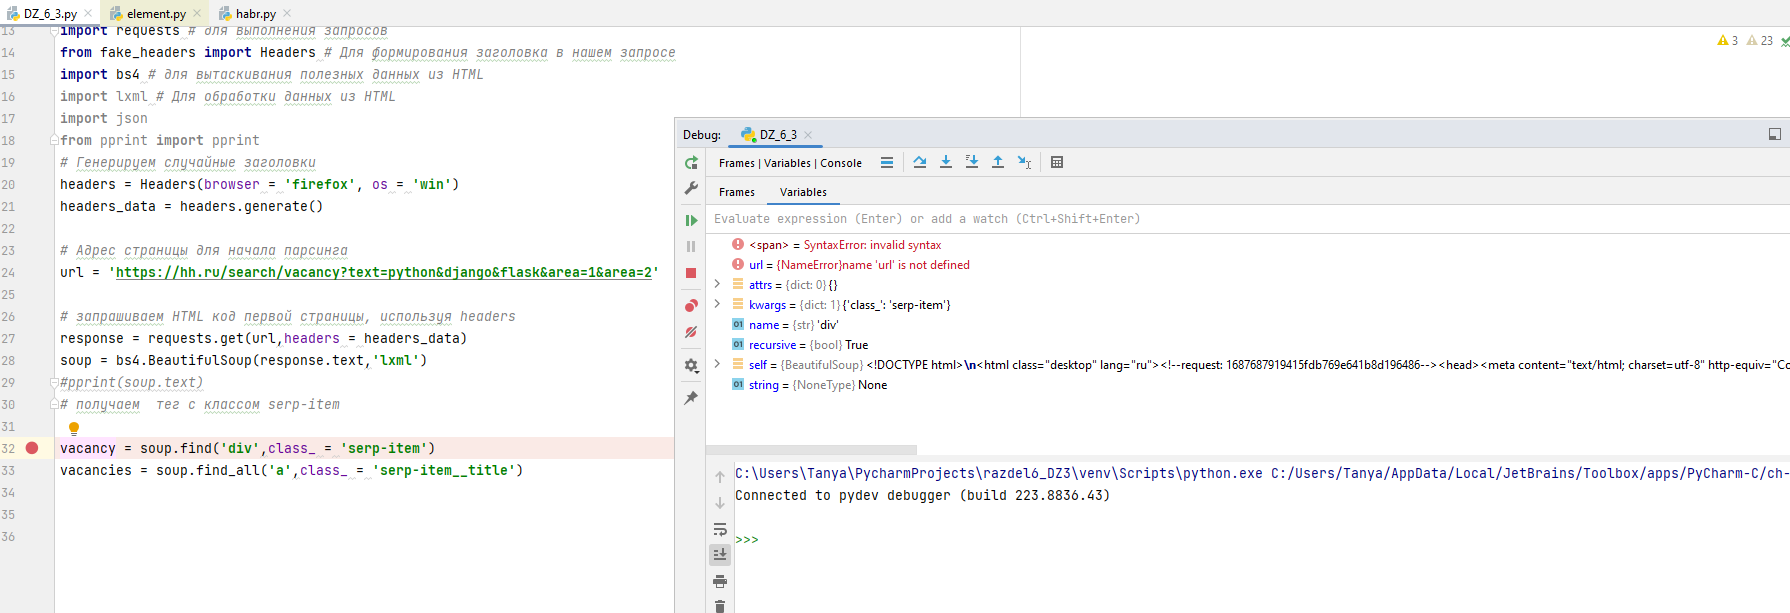 DZ_6_3.py
element.py
habr.py
13 import requests # для выполнения запросов
14 from fake_headers import Headers # Для формирования заголовка в нашем запросе
15 import bs4 # для вытаскивания полезных данных из HTML
16 import lxml # Для обработки данных из HTML
17 import json
18 from pprint import pprint
19 # Генерируем случайные заголовки
20 headers = Headers(browser = 'firefox', os = 'win')
21 headers_data = headers.generate()
22
23 # Адрес страницы для начала парсинга
24 url = 'https://hh.ru/search/vacancy?text=python&django&flask&area=1&area=2'
25
26 # запрашиваем HTML код первой страницы, используя headers
27 response = requests.get(url,headers = headers_data)
28 soup = bs4.BeautifulSoup(response.text,'lxml')
29 #pprint(soup.text)
30 # получаем  тег с классом serp-item
31
32 vacancy = soup.find('div',class_ = 'serp-item')
33 vacancies = soup.find_all('a',class_ = 'serp-item__title')
34
35
36
3 23
Debug: DZ_6_3
Frames | Variables | Console
Frames Variables
Evaluate expression (Enter) or add a watch (Ctrl+Shift+Enter)
<span> = SyntaxError: invalid syntax
url = {NameError}name 'url' is not defined
attrs = {dict: 0} {}
kwargs = {dict: 1} {'class_': 'serp-item'}
01 name = {str} 'div'
01 recursive = {bool} True
self = {BeautifulSoup} <!DOCTYPE html>\n<html class="desktop" lang="ru"><!--request: 1687687919415fdb769e641b8d196486--><head><meta content="text/html; charset=utf-8" http-equiv="Co
01 string = {NoneType} None
C:\Users\Tanya\PycharmProjects\razdel6_DZ3\venv\Scripts\python.exe C:/Users/Tanya/AppData/Local/JetBrains/Toolbox/apps/PyCharm-C/ch-
Connected to pydev debugger (build 223.8836.43)
>>>